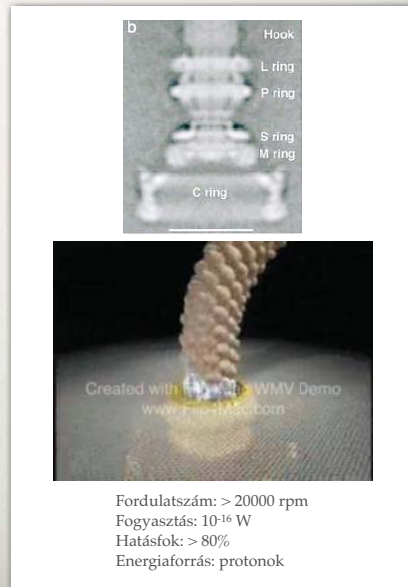 b
Hook
L ring
P ring
S ring
M ring
C ring
Created with WMV Demo
www.Flip4Mac.com
Fordulatszám: > 20000 rpm
Fogyasztás: 10⁻¹⁶ W
Hatásfok: > 80%
Energiaforrás: protonok